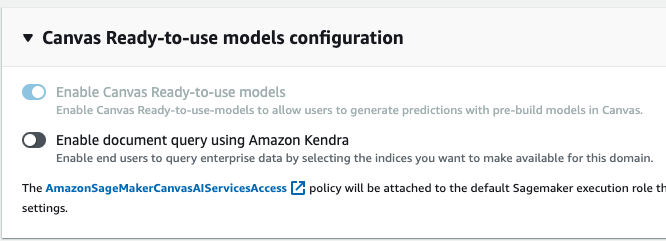 Canvas Ready-to-use models configuration
Enable Canvas Ready-to-use models
Enable Canvas Ready-to-use-models to allow users to generate predictions with pre-build models in Canvas.
Enable document query using Amazon Kendra
Enable end users to query enterprise data by selecting the indices you want to make available for this domain.
The AmazonSageMakerCanvasAIServicesAccess policy will be attached to the default Sagemaker execution role th
settings.